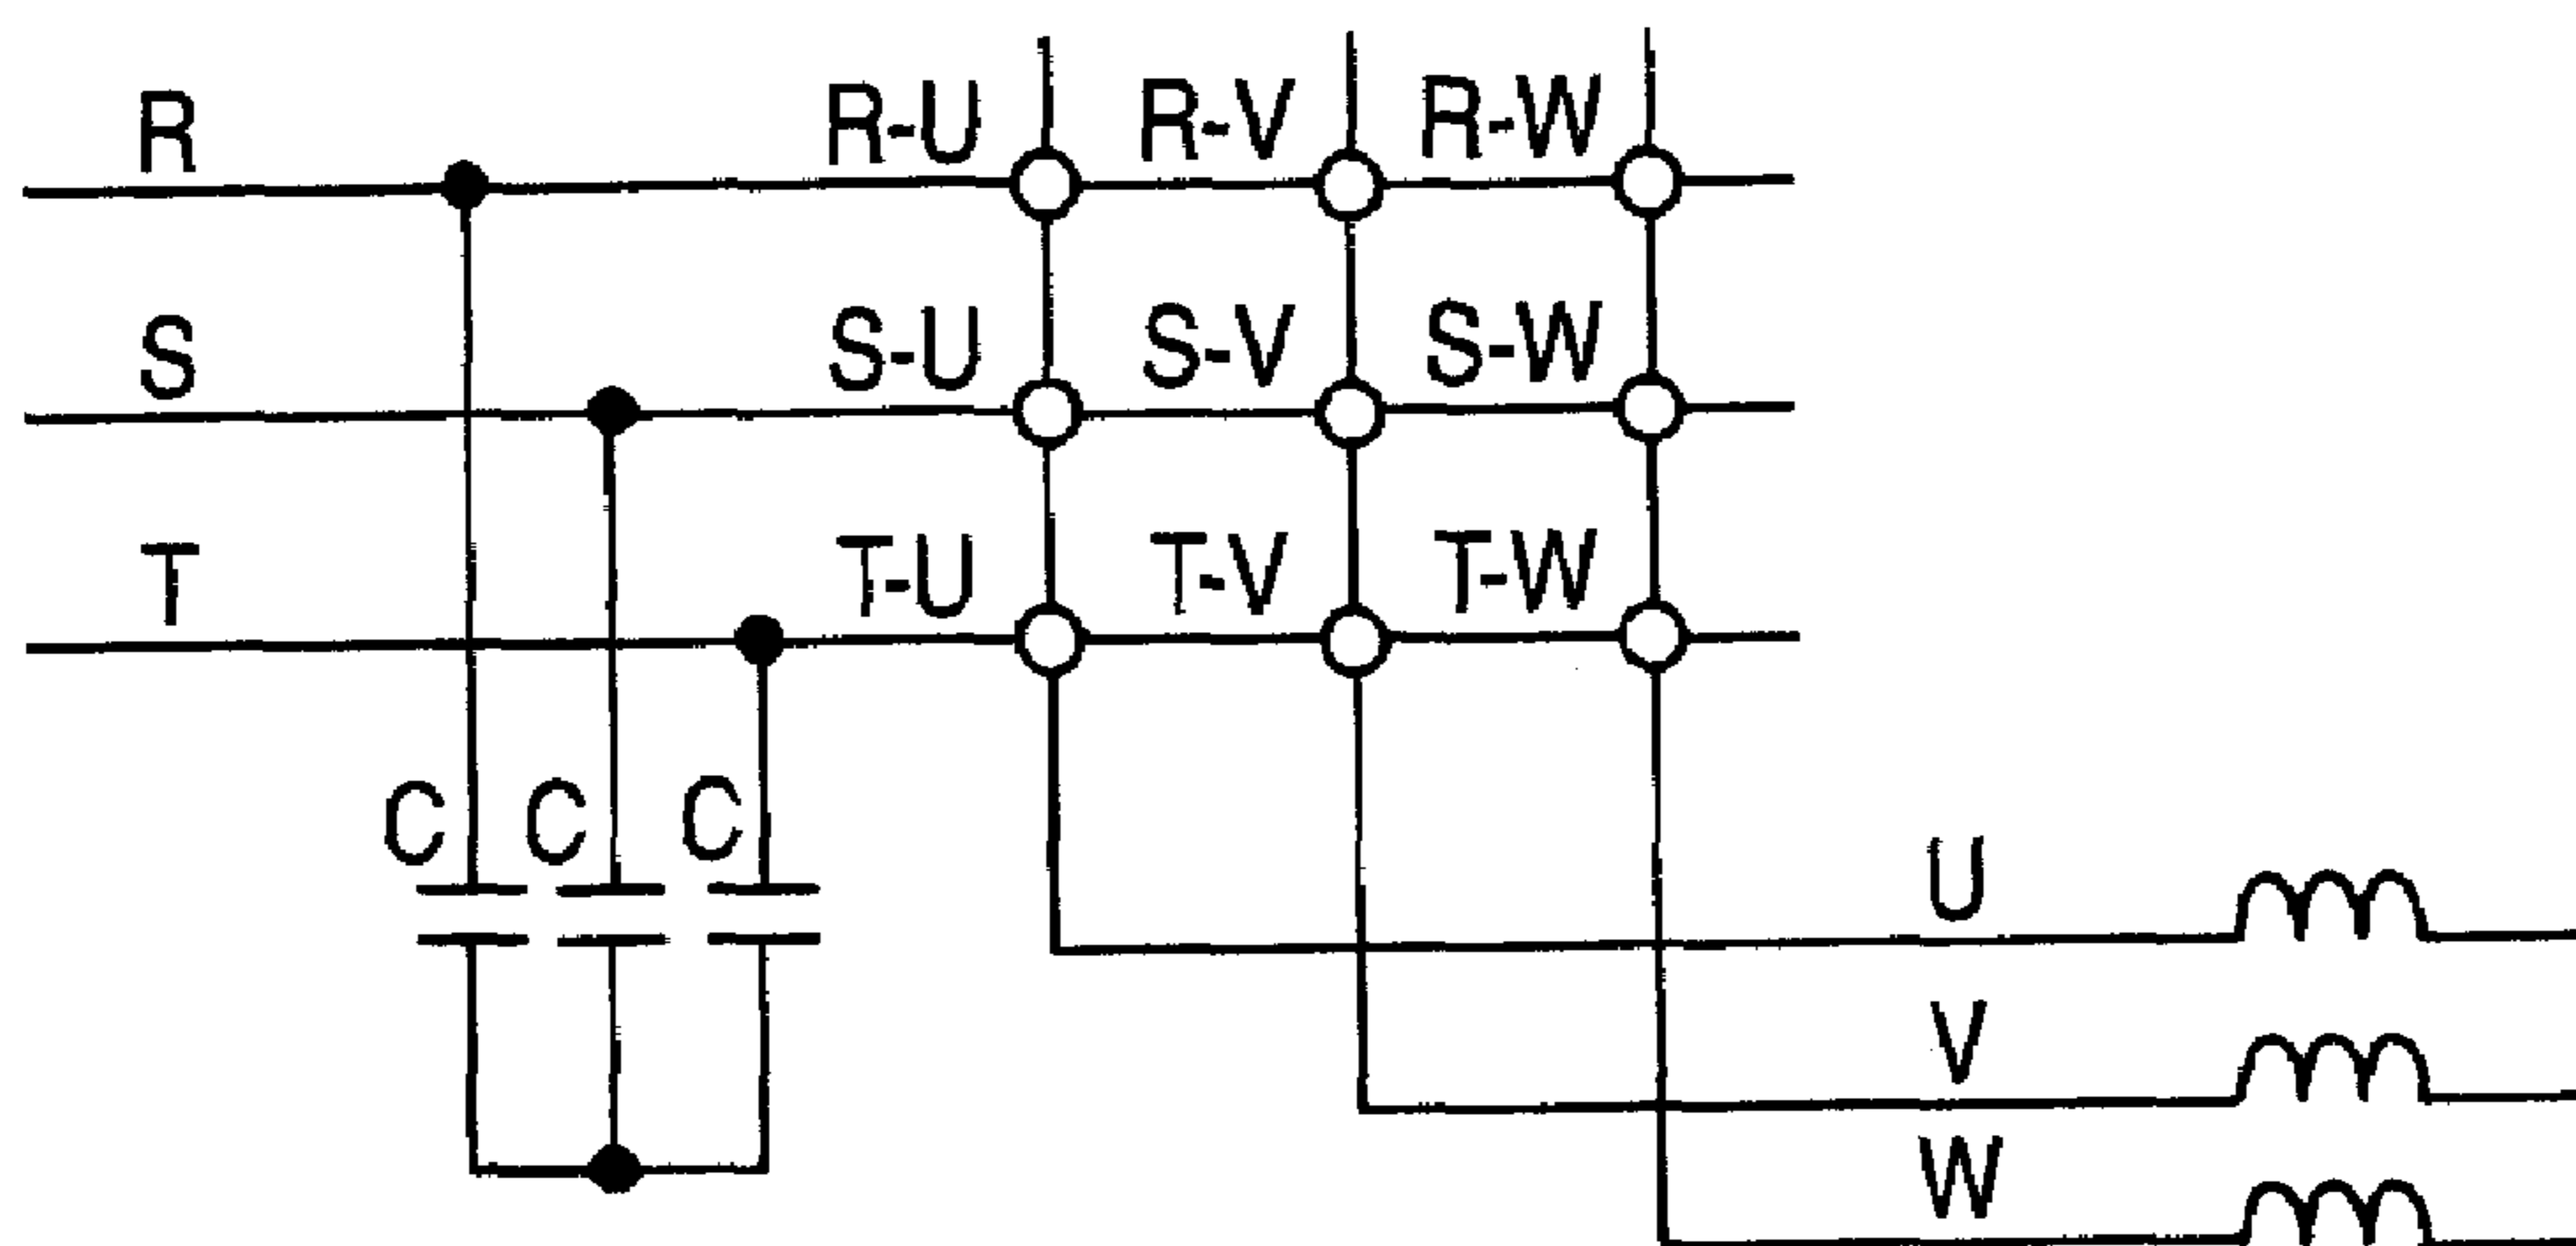 R R-U R-V R-W
S S-U S-V S-W
T T-U T-V T-W
C C C
U
V
W